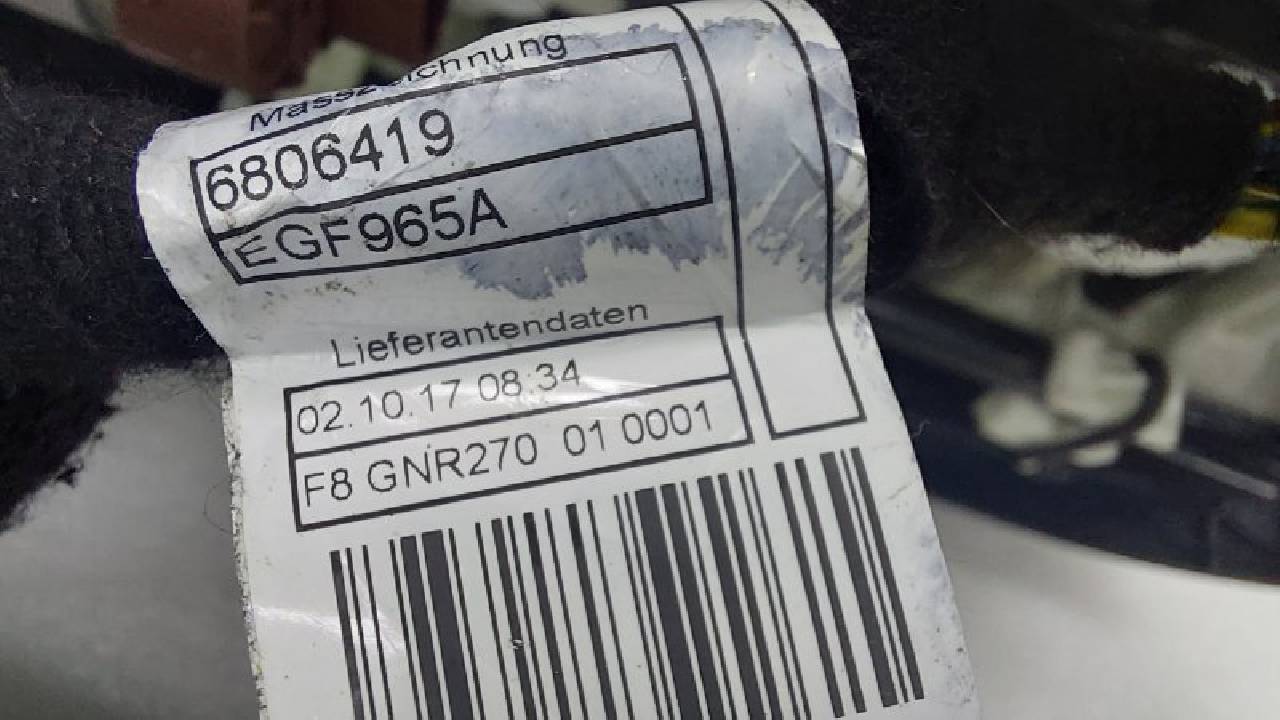 Masszeichnung
6806419
EGF965A
Lieferantendaten
02.10.17 08:34
F8 GNR270 01 0001